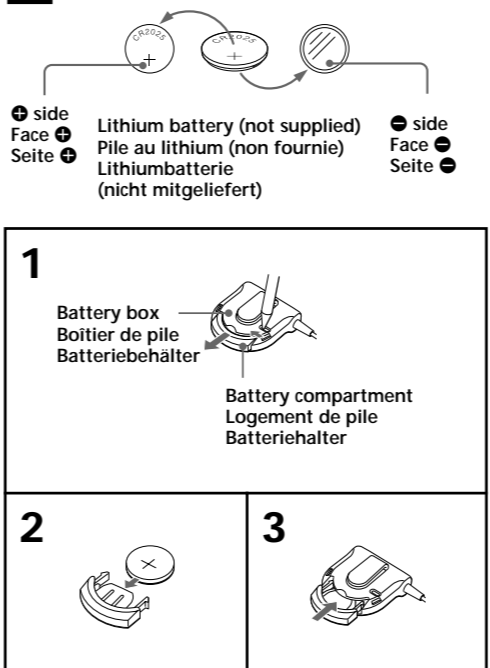 CR2025
+
CR2025
+
⊕ side
Face ⊕
Seite ⊕
Lithium battery (not supplied)
Pile au lithium (non fournie)
Lithiumbatterie
(nicht mitgeliefert)
⊖ side
Face ⊖
Seite ⊖
1
Battery box
Boîtier de pile
Batteriebehälter
Battery compartment
Logement de pile
Batteriehalter
2
+
3